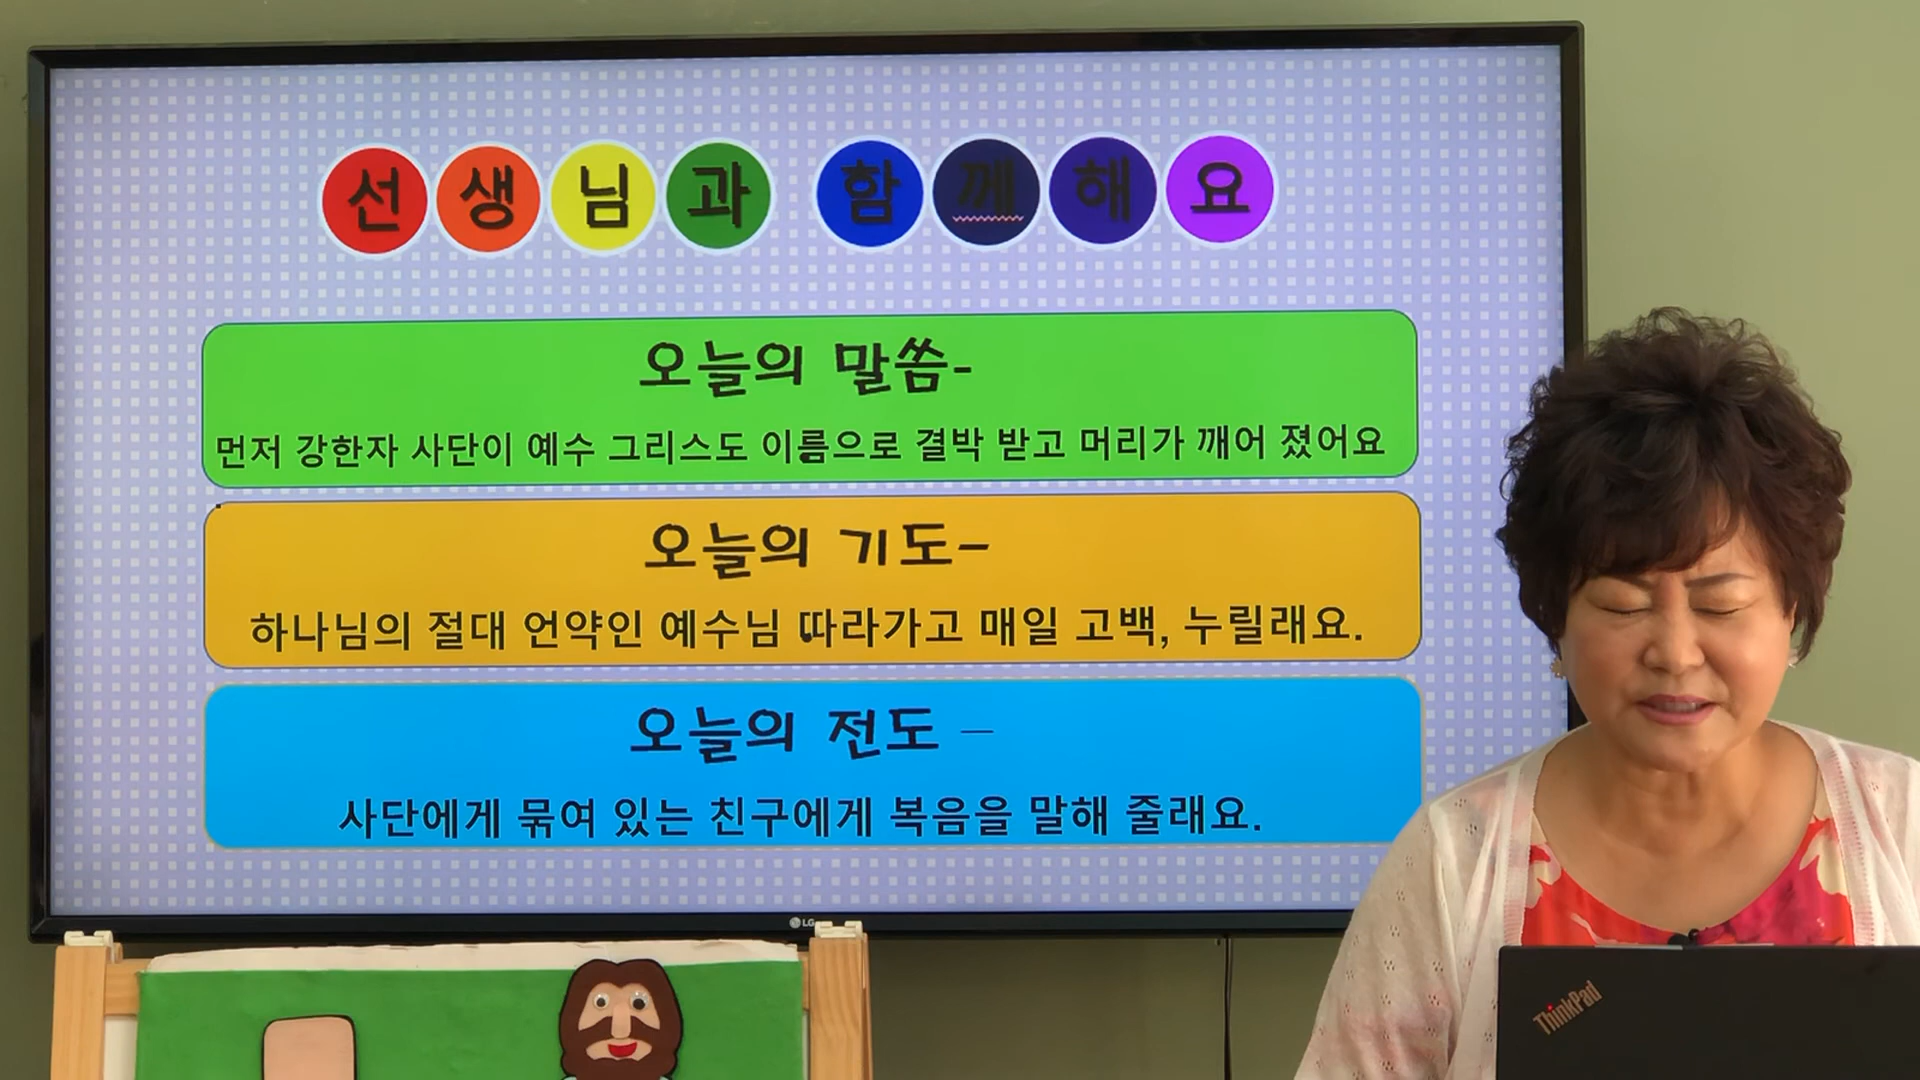 선생님과 함께해요
오늘의 말씀-
먼저 강한자 사단이 예수 그리스도 이름으로 결박 받고 머리가 깨어 졌어요
오늘의 기도-
하나님의 절대 언약인 예수님 따라가고 매일 고백, 누릴래요.
오늘의 전도 -
사단에게 묶여 있는 친구에게 복음을 말해 줄래요.
LG
ThinkPad